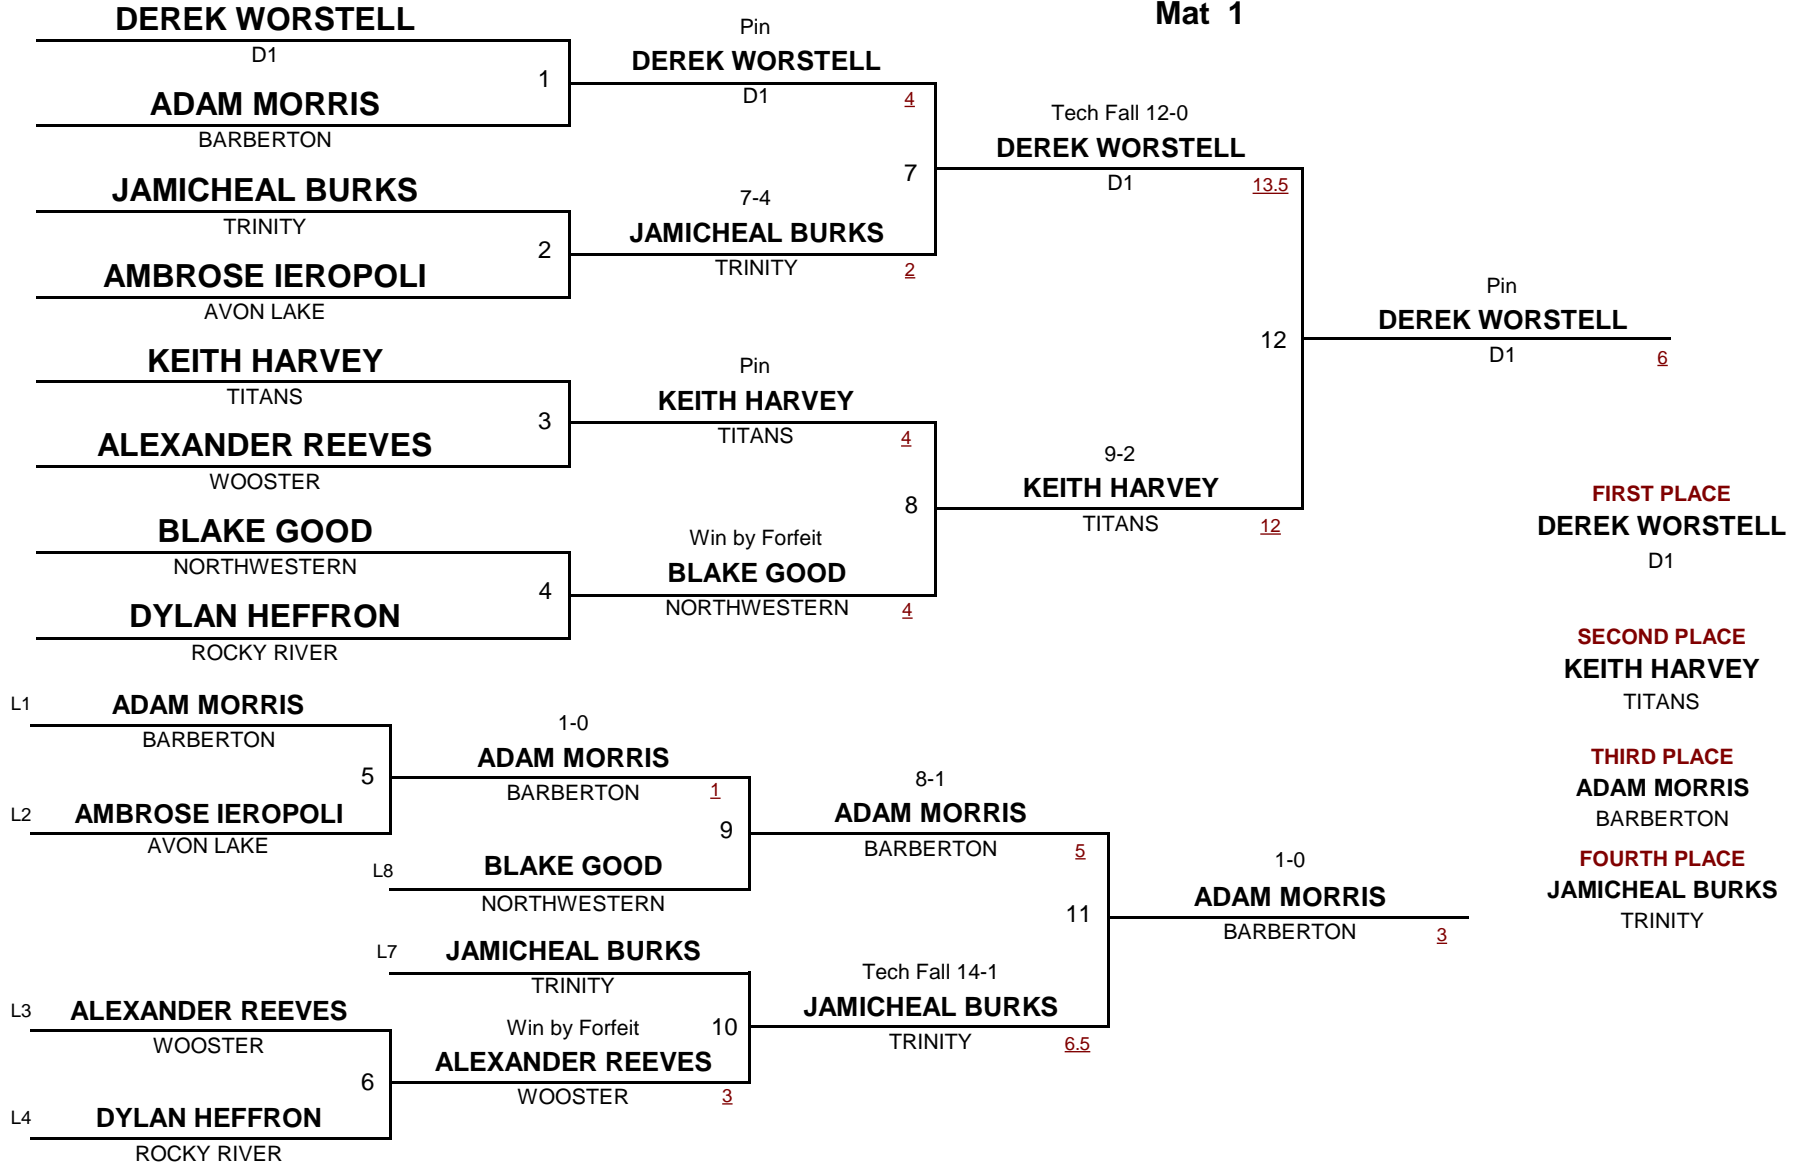 Mat 1
DEREK WORSTELL
D1
1
ADAM MORRIS
BARBERTON
Pin
DEREK WORSTELL
D1
4
JAMICHEAL BURKS
TRINITY
2
AMBROSE IEROPOLI
AVON LAKE
7-4
JAMICHEAL BURKS
TRINITY
2
7
Tech Fall 12-0
DEREK WORSTELL
D1
13.5
KEITH HARVEY
TITANS
3
ALEXANDER REEVES
WOOSTER
Pin
KEITH HARVEY
TITANS
4
BLAKE GOOD
NORTHWESTERN
4
DYLAN HEFFRON
ROCKY RIVER
Win by Forfeit
BLAKE GOOD
NORTHWESTERN
4
8
9-2
KEITH HARVEY
TITANS
12
12
Pin
DEREK WORSTELL
D1
6
FIRST PLACE
DEREK WORSTELL
D1
SECOND PLACE
KEITH HARVEY
TITANS
THIRD PLACE
ADAM MORRIS
BARBERTON
FOURTH PLACE
JAMICHEAL BURKS
TRINITY
L1
ADAM MORRIS
BARBERTON
5
L2
AMBROSE IEROPOLI
AVON LAKE
1-0
ADAM MORRIS
BARBERTON
1
9
L8
BLAKE GOOD
NORTHWESTERN
8-1
ADAM MORRIS
BARBERTON
5
L7
JAMICHEAL BURKS
TRINITY
L3
ALEXANDER REEVES
WOOSTER
6
L4
DYLAN HEFFRON
ROCKY RIVER
Win by Forfeit
10
ALEXANDER REEVES
WOOSTER
3
Tech Fall 14-1
JAMICHEAL BURKS
TRINITY
6.5
11
1-0
ADAM MORRIS
BARBERTON
3